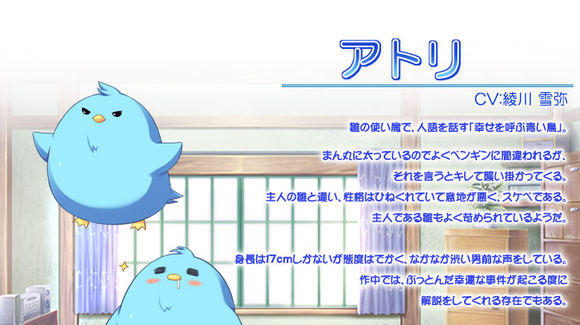 アトリ
CV:綾川 雪弥
雛の使い魔で、人語を話す「幸せを呼ぶ青い鳥」。
まん丸に太っているのでよくペンギンに間違われるが、
それを言うとキレて襲い掛かってくる。
主人の雛と違い、性格はひねくれていて意地が悪く、スケベである。
主人である雛もよく苛められているようだ。
身長は17cmしかないが態度はでかく、なかなか渋い男前な声をしている。
作中では、ぶっとんだ幸運な事件が起こる度に
解説をしてくれる存在でもある。